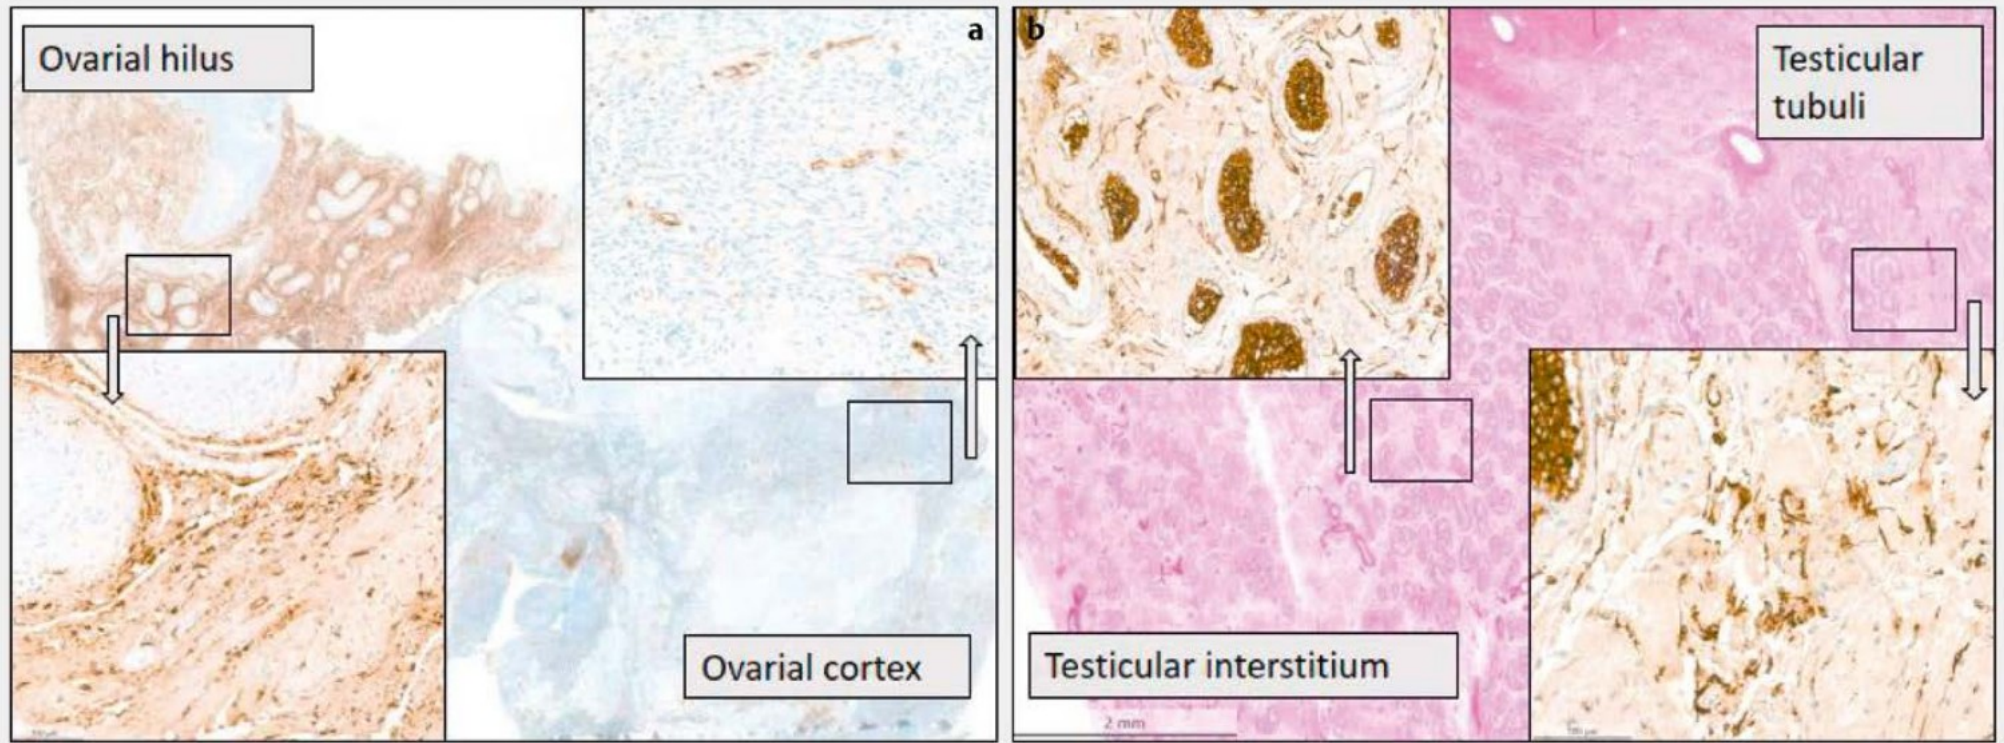 Ovarial hilus
a
Ovarial cortex
b
Testicular
tubuli
Testicular interstitium
2 mm